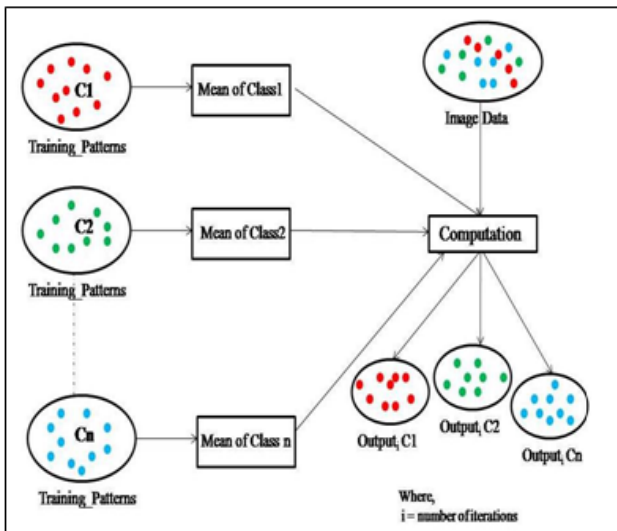 C1
Mean of Class1
Training_Patterns
Image Data
C2
Mean of Class2
Computation
Training_Patterns
Cn
Mean of Class n
Output, C1
Output, C2
Output, Cn
Training_Patterns
Where,
i = number of iterations